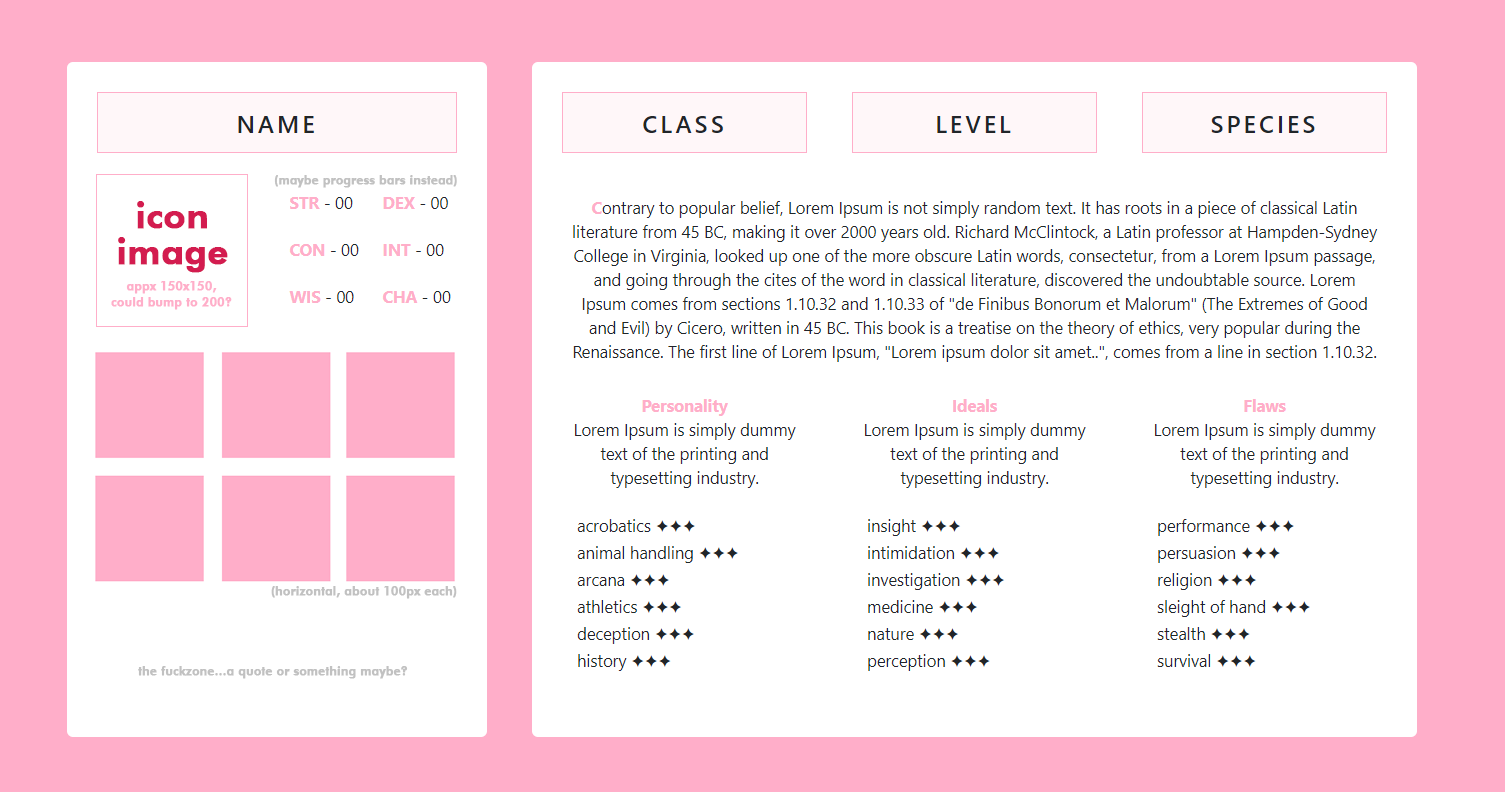 NAME
icon
image
appx 150x150,
could bump to 200?
(maybe progress bars instead)
STR - 00 DEX - 00
CON - 00 INT - 00
WIS - 00 CHA - 00
(horizontal, about 100px each)
the fuckzone...a quote or something maybe?
CLASS LEVEL SPECIES
Contrary to popular belief, Lorem Ipsum is not simply random text. It has roots in a piece of classical Latin
literature from 45 BC, making it over 2000 years old. Richard McClintock, a Latin professor at Hampden-Sydney
College in Virginia, looked up one of the more obscure Latin words, consectetur, from a Lorem Ipsum passage,
and going through the cites of the word in classical literature, discovered the undoubtable source. Lorem
Ipsum comes from sections 1.10.32 and 1.10.33 of "de Finibus Bonorum et Malorum" (The Extremes of Good
and Evil) by Cicero, written in 45 BC. This book is a treatise on the theory of ethics, very popular during the
Renaissance. The first line of Lorem Ipsum, "Lorem ipsum dolor sit amet..", comes from a line in section 1.10.32.
Personality
Lorem Ipsum is simply dummy
text of the printing and
typesetting industry.
acrobatics ✦✦✦
animal handling ✦✦✦
arcana ✦✦✦
athletics ✦✦✦
deception ✦✦✦
history ✦✦✦
Ideals
Lorem Ipsum is simply dummy
text of the printing and
typesetting industry.
insight ✦✦✦
intimidation ✦✦✦
investigation ✦✦✦
medicine ✦✦✦
nature ✦✦✦
perception ✦✦✦
Flaws
Lorem Ipsum is simply dummy
text of the printing and
typesetting industry.
performance ✦✦✦
persuasion ✦✦✦
religion ✦✦✦
sleight of hand ✦✦✦
stealth ✦✦✦
survival ✦✦✦